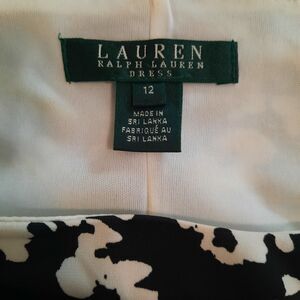 LAUREN
RALPH LAUREN
DRESS
12
MADE IN
SRI LANKA
FABRIQUÉ AU
SRI LANKA